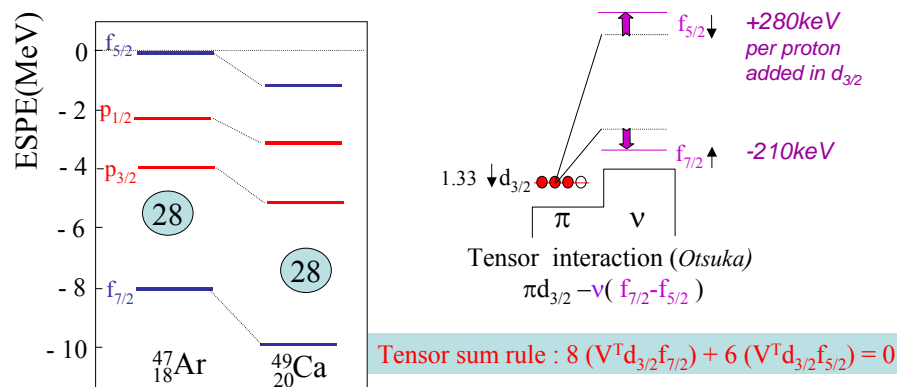 ESPE(MeV)
0
- 2
- 4
- 6
- 8
- 10
f5/2
p1/2
p3/2
28
28
f7/2
47 18Ar
49 20Ca
f5/2 ↓
+280keV
per proton
added in d3/2
f7/2 ↑
-210keV
1.33 ↓ d3/2
π ν
Tensor interaction (Otsuka)
πd3/2 –ν( f7/2-f5/2 )
Tensor sum rule : 8 (VTd3/2f7/2) + 6 (VTd3/2f5/2) = 0